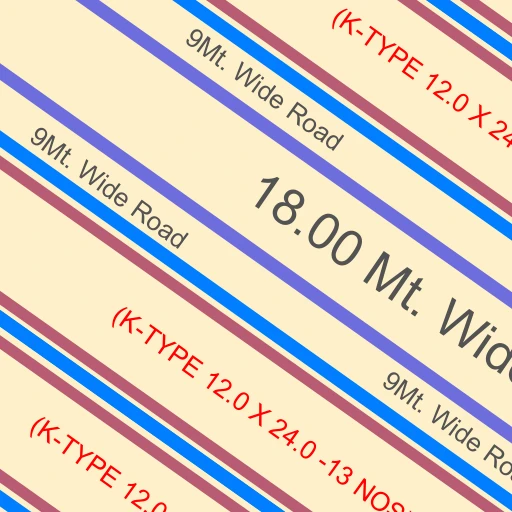 (K-TYPE 12.0 X 24
9Mt. Wide Road
18.00 Mt. Wide
9Mt. Wide Road
9Mt. Wide Roa
(K-TYPE 12.0 X 24.0 -13 NOS
(K-TYPE 12.0